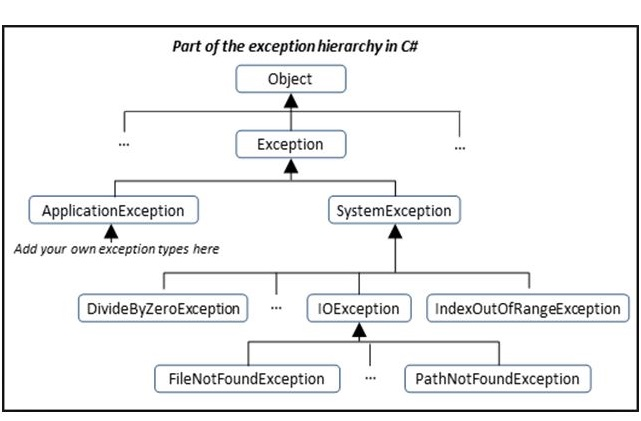 Part of the exception hierarchy in C#
Object
... Exception ...
ApplicationException SystemException
Add your own exception types here
DivideByZeroException ... IOException IndexOutOfRangeException
FileNotFoundException ... PathNotFoundException